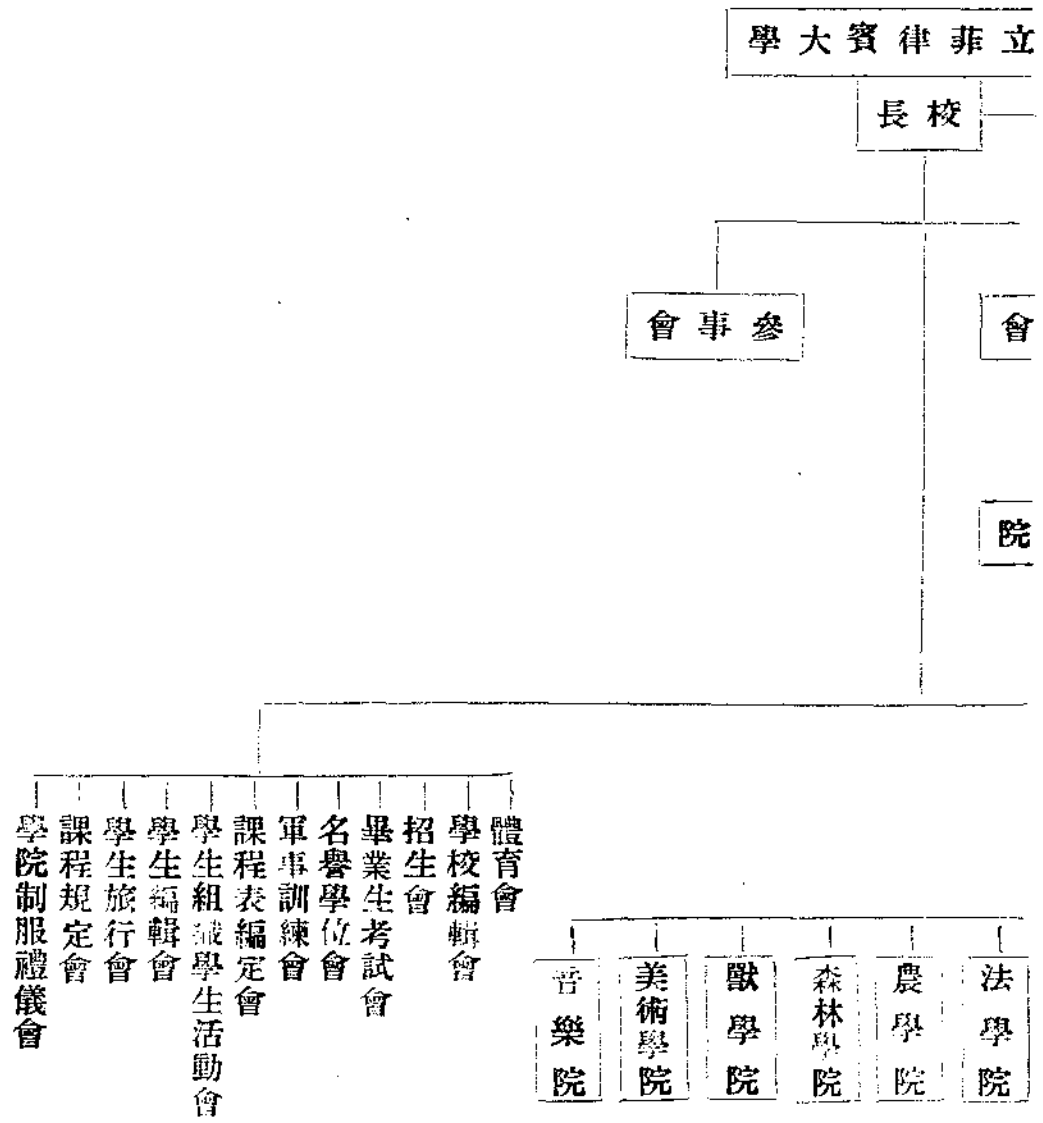 立菲律賓大學
校長
參事會
會
院
體育會
學校編輯會
招生會
畢業生考試會
名譽學位會
軍事訓練會
課程表編定會
學生組織學生活動會
學生編輯會
學生旅行會
課程規定會
學院制服禮儀會
法學院
農學院
森林學院
獸學院
美術學院
音樂院